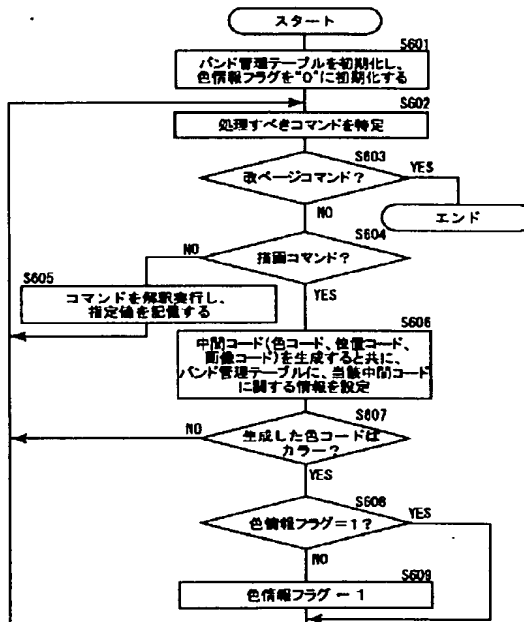 スタート
S601
バンド管理テーブルを初期化し、
色情報フラグを"0"に初期化する
S602
処理すべきコマンドを特定
S603
改ページコマンド?
YES
NO
エンド
S604
描画コマンド?
NO
YES
S605
コマンドを解釈実行し、
指定値を記憶する
S606
中間コード(色コード、位置コード、
画像コード)を生成すると共に、
バンド管理テーブルに、当該中間コード
に関する情報を設定
S607
生成した色コードは
カラー?
NO
YES
S608
色情報フラグ=1?
YES
NO
S609
色情報フラグ ← 1